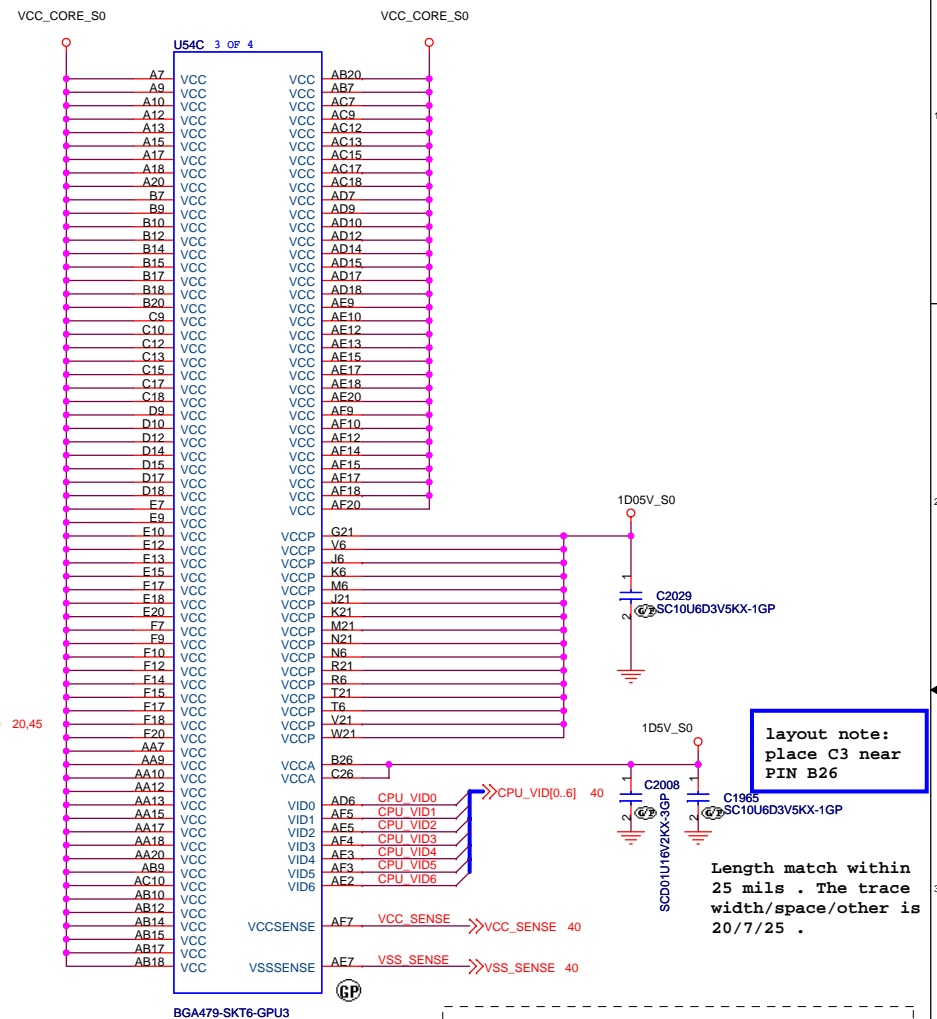 VCC_CORE_S0 VCC_CORE_S0
U54C 3 OF 4
A7 VCC VCC AB20
A9 VCC VCC AB7
A10 VCC VCC AC7
A12 VCC VCC AC9
A13 VCC VCC AC12
A15 VCC VCC AC13
A17 VCC VCC AC15
A18 VCC VCC AC17
A20 VCC VCC AC18
B7 VCC VCC AD7
B9 VCC VCC AD9
B10 VCC VCC AD10
B12 VCC VCC AD12
B14 VCC VCC AD14
B15 VCC VCC AD15
B17 VCC VCC AD17
B18 VCC VCC AD18
B20 VCC VCC AE9
C9 VCC VCC AE10
C10 VCC VCC AE12
C12 VCC VCC AE13
C13 VCC VCC AE15
C15 VCC VCC AE17
C17 VCC VCC AE18
C18 VCC VCC AE20
D9 VCC VCC AF9
D10 VCC VCC AF10
D12 VCC VCC AF12
D14 VCC VCC AF14
D15 VCC VCC AF15
D17 VCC VCC AF17
D18 VCC VCC AF18
E7 VCC VCC AF20
E9 VCC
E10 VCC VCCP G21
E12 VCC VCCP V6
E13 VCC VCCP J6
E15 VCC VCCP K6
E17 VCC VCCP M6
E18 VCC VCCP J21
E20 VCC VCCP K21
F7 VCC VCCP M21
F9 VCC VCCP N21
F10 VCC VCCP N6
F12 VCC VCCP R21
F14 VCC VCCP R6
F15 VCC VCCP T21
F17 VCC VCCP T6
F18 VCC VCCP V21
F20 VCC VCCP W21
AA7 VCC
AA9 VCC VCCA B26
AA10 VCC VCCA C26
AA12 VCC
AA13 VCC VID0 AD6 CPU_VID0
AA15 VCC VID1 AF5 CPU_VID1
AA17 VCC VID2 AE5 CPU_VID2
AA18 VCC VID3 AF4 CPU_VID3
AA20 VCC VID4 AE3 CPU_VID4
AB9 VCC VID5 AF3 CPU_VID5
AC10 VCC VID6 AE2 CPU_VID6
AB10 VCC
AB12 VCC
AB14 VCC VCCSENSE AF7 VCC_SENSE VCC_SENSE 40
AB15 VCC
AB17 VCC
AB18 VCC VSSSENSE AE7 VSS_SENSE VSS_SENSE 40
GP
BGA479-SKT6-GPU3
20,45
CPU_VID[0..6] 40
1D05V_S0
1
C2029
SC10U6D3V5KX-1GP
G/P
2
1D5V_S0
1
C2008
G/P
2
SCD01U16V2KX-3GP
1
C1965
SC10U6D3V5KX-1GP
G/P
2
layout note:
place C3 near
PIN B26
Length match within
25 mils . The trace
width/space/other is
20/7/25 .
1
2
3